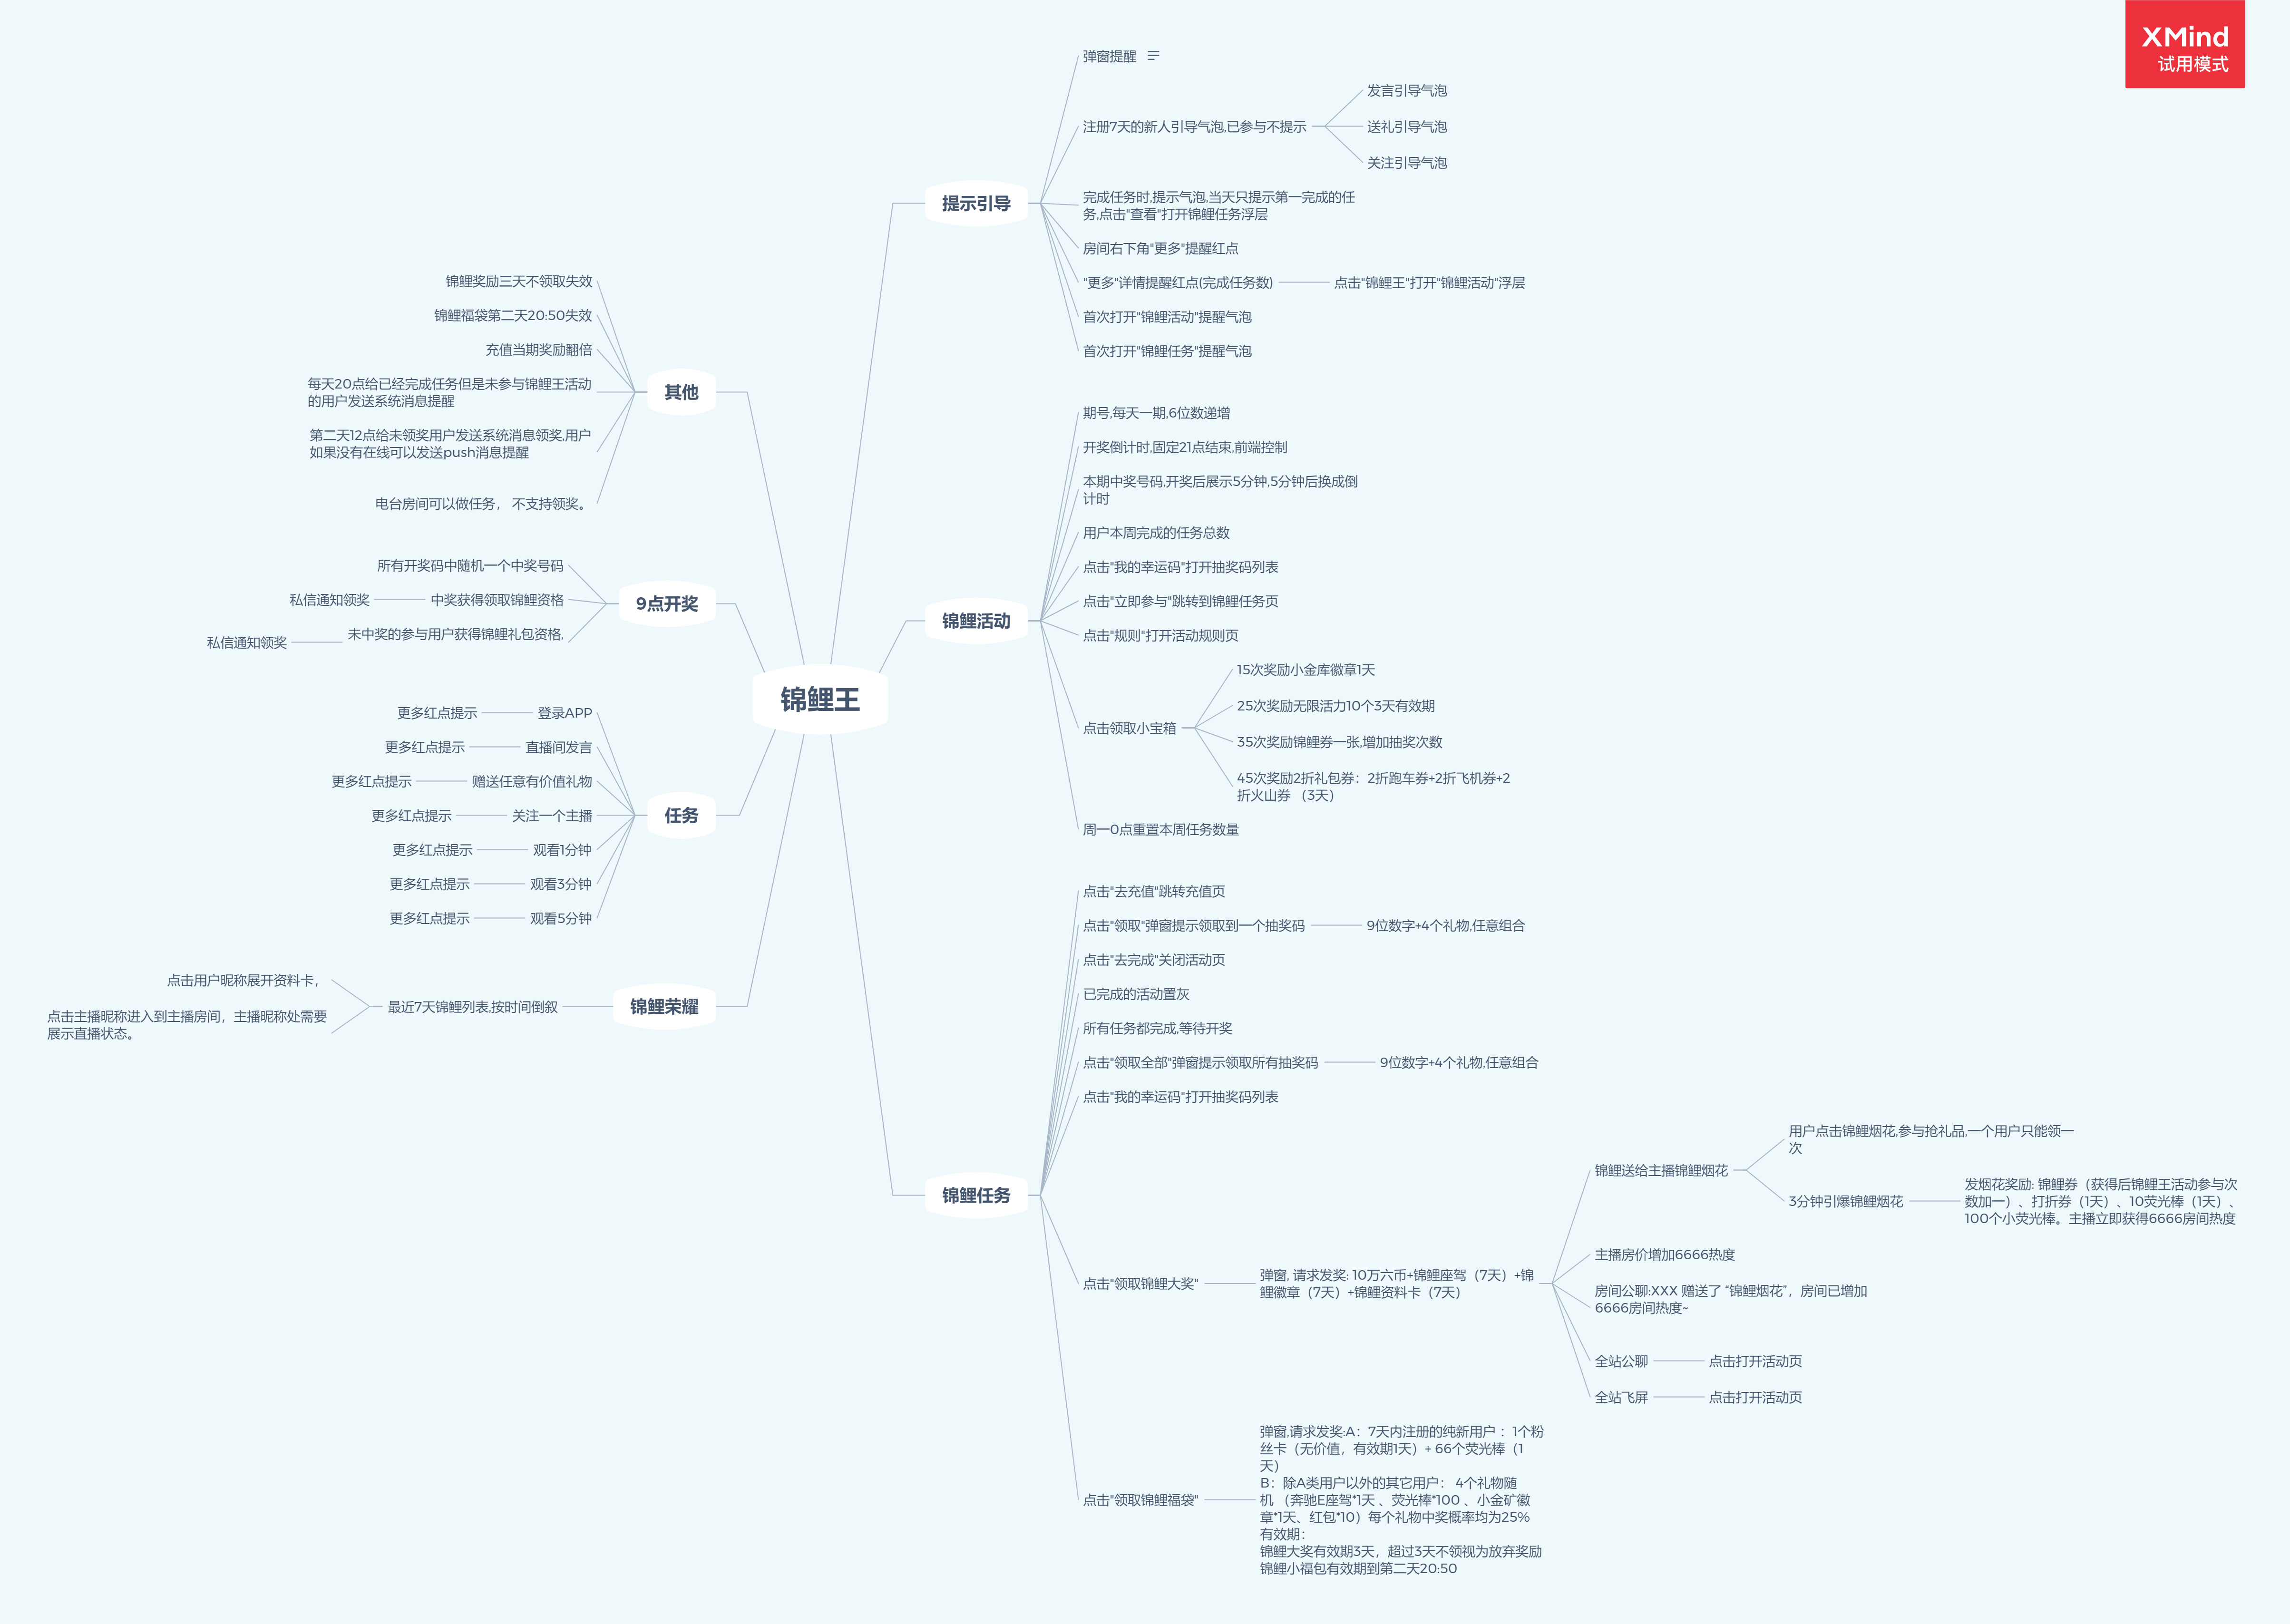 XMind
试用模式
锦鲤王
提示引导
弹窗提醒
注册7天的新人引导气泡,已参与不提示
发言引导气泡
送礼引导气泡
关注引导气泡
完成任务时,提示气泡,当天只提示第一完成的任
务,点击"查看"打开锦鲤任务浮层
房间右下角"更多"提醒红点
"更多"详情提醒红点(完成任务数)
点击"锦鲤王"打开"锦鲤活动"浮层
首次打开"锦鲤活动"提醒气泡
首次打开"锦鲤任务"提醒气泡
锦鲤活动
期号,每天一期,6位数递增
开奖倒计时,固定21点结束,前端控制
本期中奖号码,开奖后展示5分钟,5分钟后换成倒
计时
用户本周完成的任务总数
点击"我的幸运码"打开抽奖码列表
点击"立即参与"跳转到锦鲤任务页
点击"规则"打开活动规则页
点击领取小宝箱
15次奖励小金库徽章1天
25次奖励无限活力10个3天有效期
35次奖励锦鲤券一张,增加抽奖次数
45次奖励2折礼包券：2折跑车券+2折飞机券+2
折火山券 （3天）
周一0点重置本周任务数量
锦鲤任务
点击"去充值"跳转充值页
点击"领取"弹窗提示领取到一个抽奖码
9位数字+4个礼物,任意组合
点击"去完成"关闭活动页
已完成的活动置灰
所有任务都完成,等待开奖
点击"领取全部"弹窗提示领取所有抽奖码
9位数字+4个礼物,任意组合
点击"我的幸运码"打开抽奖码列表
点击"领取锦鲤大奖"
弹窗, 请求发奖: 10万六币+锦鲤座驾（7天）+锦
鲤徽章（7天）+锦鲤资料卡（7天）
锦鲤送给主播锦鲤烟花
用户点击锦鲤烟花,参与抢礼品,一个用户只能领一
次
3分钟引爆锦鲤烟花
发烟花奖励: 锦鲤券（获得后锦鲤王活动参与次
数加一）、打折券（1天）、10荧光棒（1天）、
100个小荧光棒。主播立即获得6666房间热度
主播房价增加6666热度
房间公聊:XXX 赠送了 “锦鲤烟花”，房间已增加
6666房间热度~
全站公聊
点击打开活动页
全站飞屏
点击打开活动页
点击"领取锦鲤福袋"
弹窗,请求发奖:A：7天内注册的纯新用户 ：1个粉
丝卡（无价值，有效期1天）+ 66个荧光棒（1
天）
B：除A类用户以外的其它用户： 4个礼物随
机 （奔驰E座驾*1天 、荧光棒*100 、小金矿徽
章*1天、红包*10）每个礼物中奖概率均为25%
有效期：
锦鲤大奖有效期3天，超过3天不领视为放弃奖励
锦鲤小福包有效期到第二天20:50
其他
锦鲤奖励三天不领取失效
锦鲤福袋第二天20:50失效
充值当期奖励翻倍
每天20点给已经完成任务但是未参与锦鲤王活动
的用户发送系统消息提醒
第二天12点给未领奖用户发送系统消息领奖,用户
如果没有在线可以发送push消息提醒
电台房间可以做任务， 不支持领奖。
9点开奖
所有开奖码中随机一个中奖号码
中奖获得领取锦鲤资格
私信通知领奖
未中奖的参与用户获得锦鲤礼包资格,
私信通知领奖
任务
登录APP
更多红点提示
直播间发言
更多红点提示
赠送任意有价值礼物
更多红点提示
关注一个主播
更多红点提示
观看1分钟
更多红点提示
观看3分钟
更多红点提示
观看5分钟
更多红点提示
锦鲤荣耀
最近7天锦鲤列表,按时间倒叙
点击用户昵称展开资料卡，
点击主播昵称进入到主播房间，主播昵称处需要
展示直播状态。